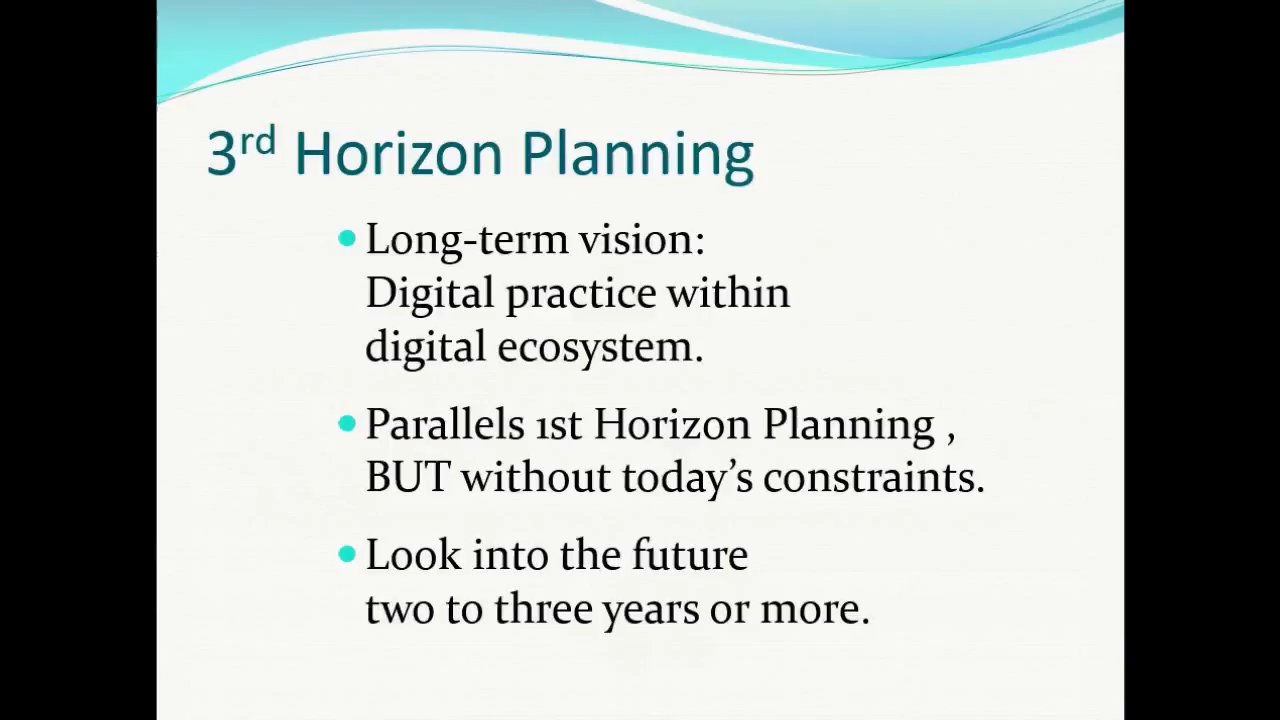 3rd Horizon Planning
Long-term vision:
Digital practice within
digital ecosystem.
Parallels 1st Horizon Planning ,
BUT without today’s constraints.
Look into the future
two to three years or more.